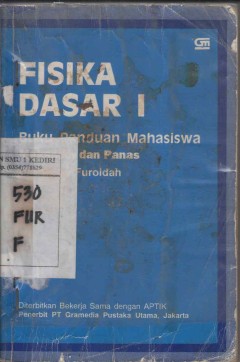 GM
FISIKA
DASAR I
Buku Panduan Mahasiswa
dan Panas
Furoidah
N SMU 1 KEDIRI
530
FUR
F
Diterbitkan Bekerja Sama dengan APTIK
Penerbit PT Gramedia Pustaka Utama, Jakarta